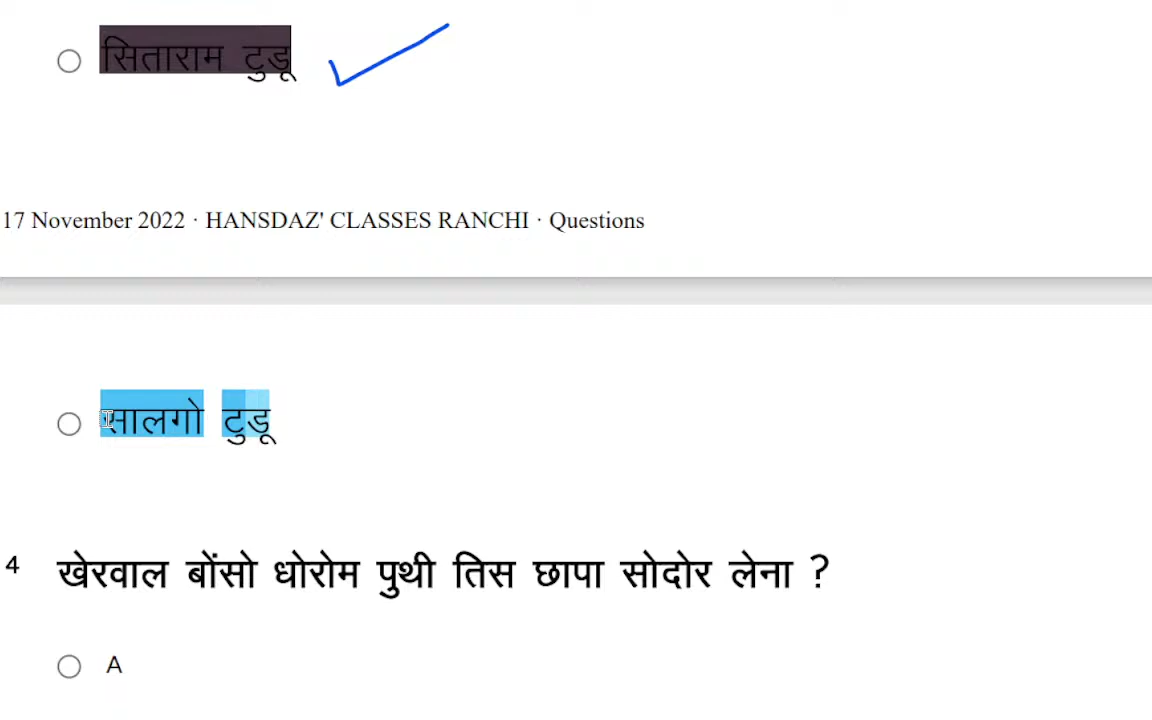 सिताराम टुडू
17 November 2022 · HANSDAZ' CLASSES RANCHI · Questions
सालगो टुडू
4 खेरवाल बोंसो धोरोम पुथी तिस छापा सोदोर लेना ?
A